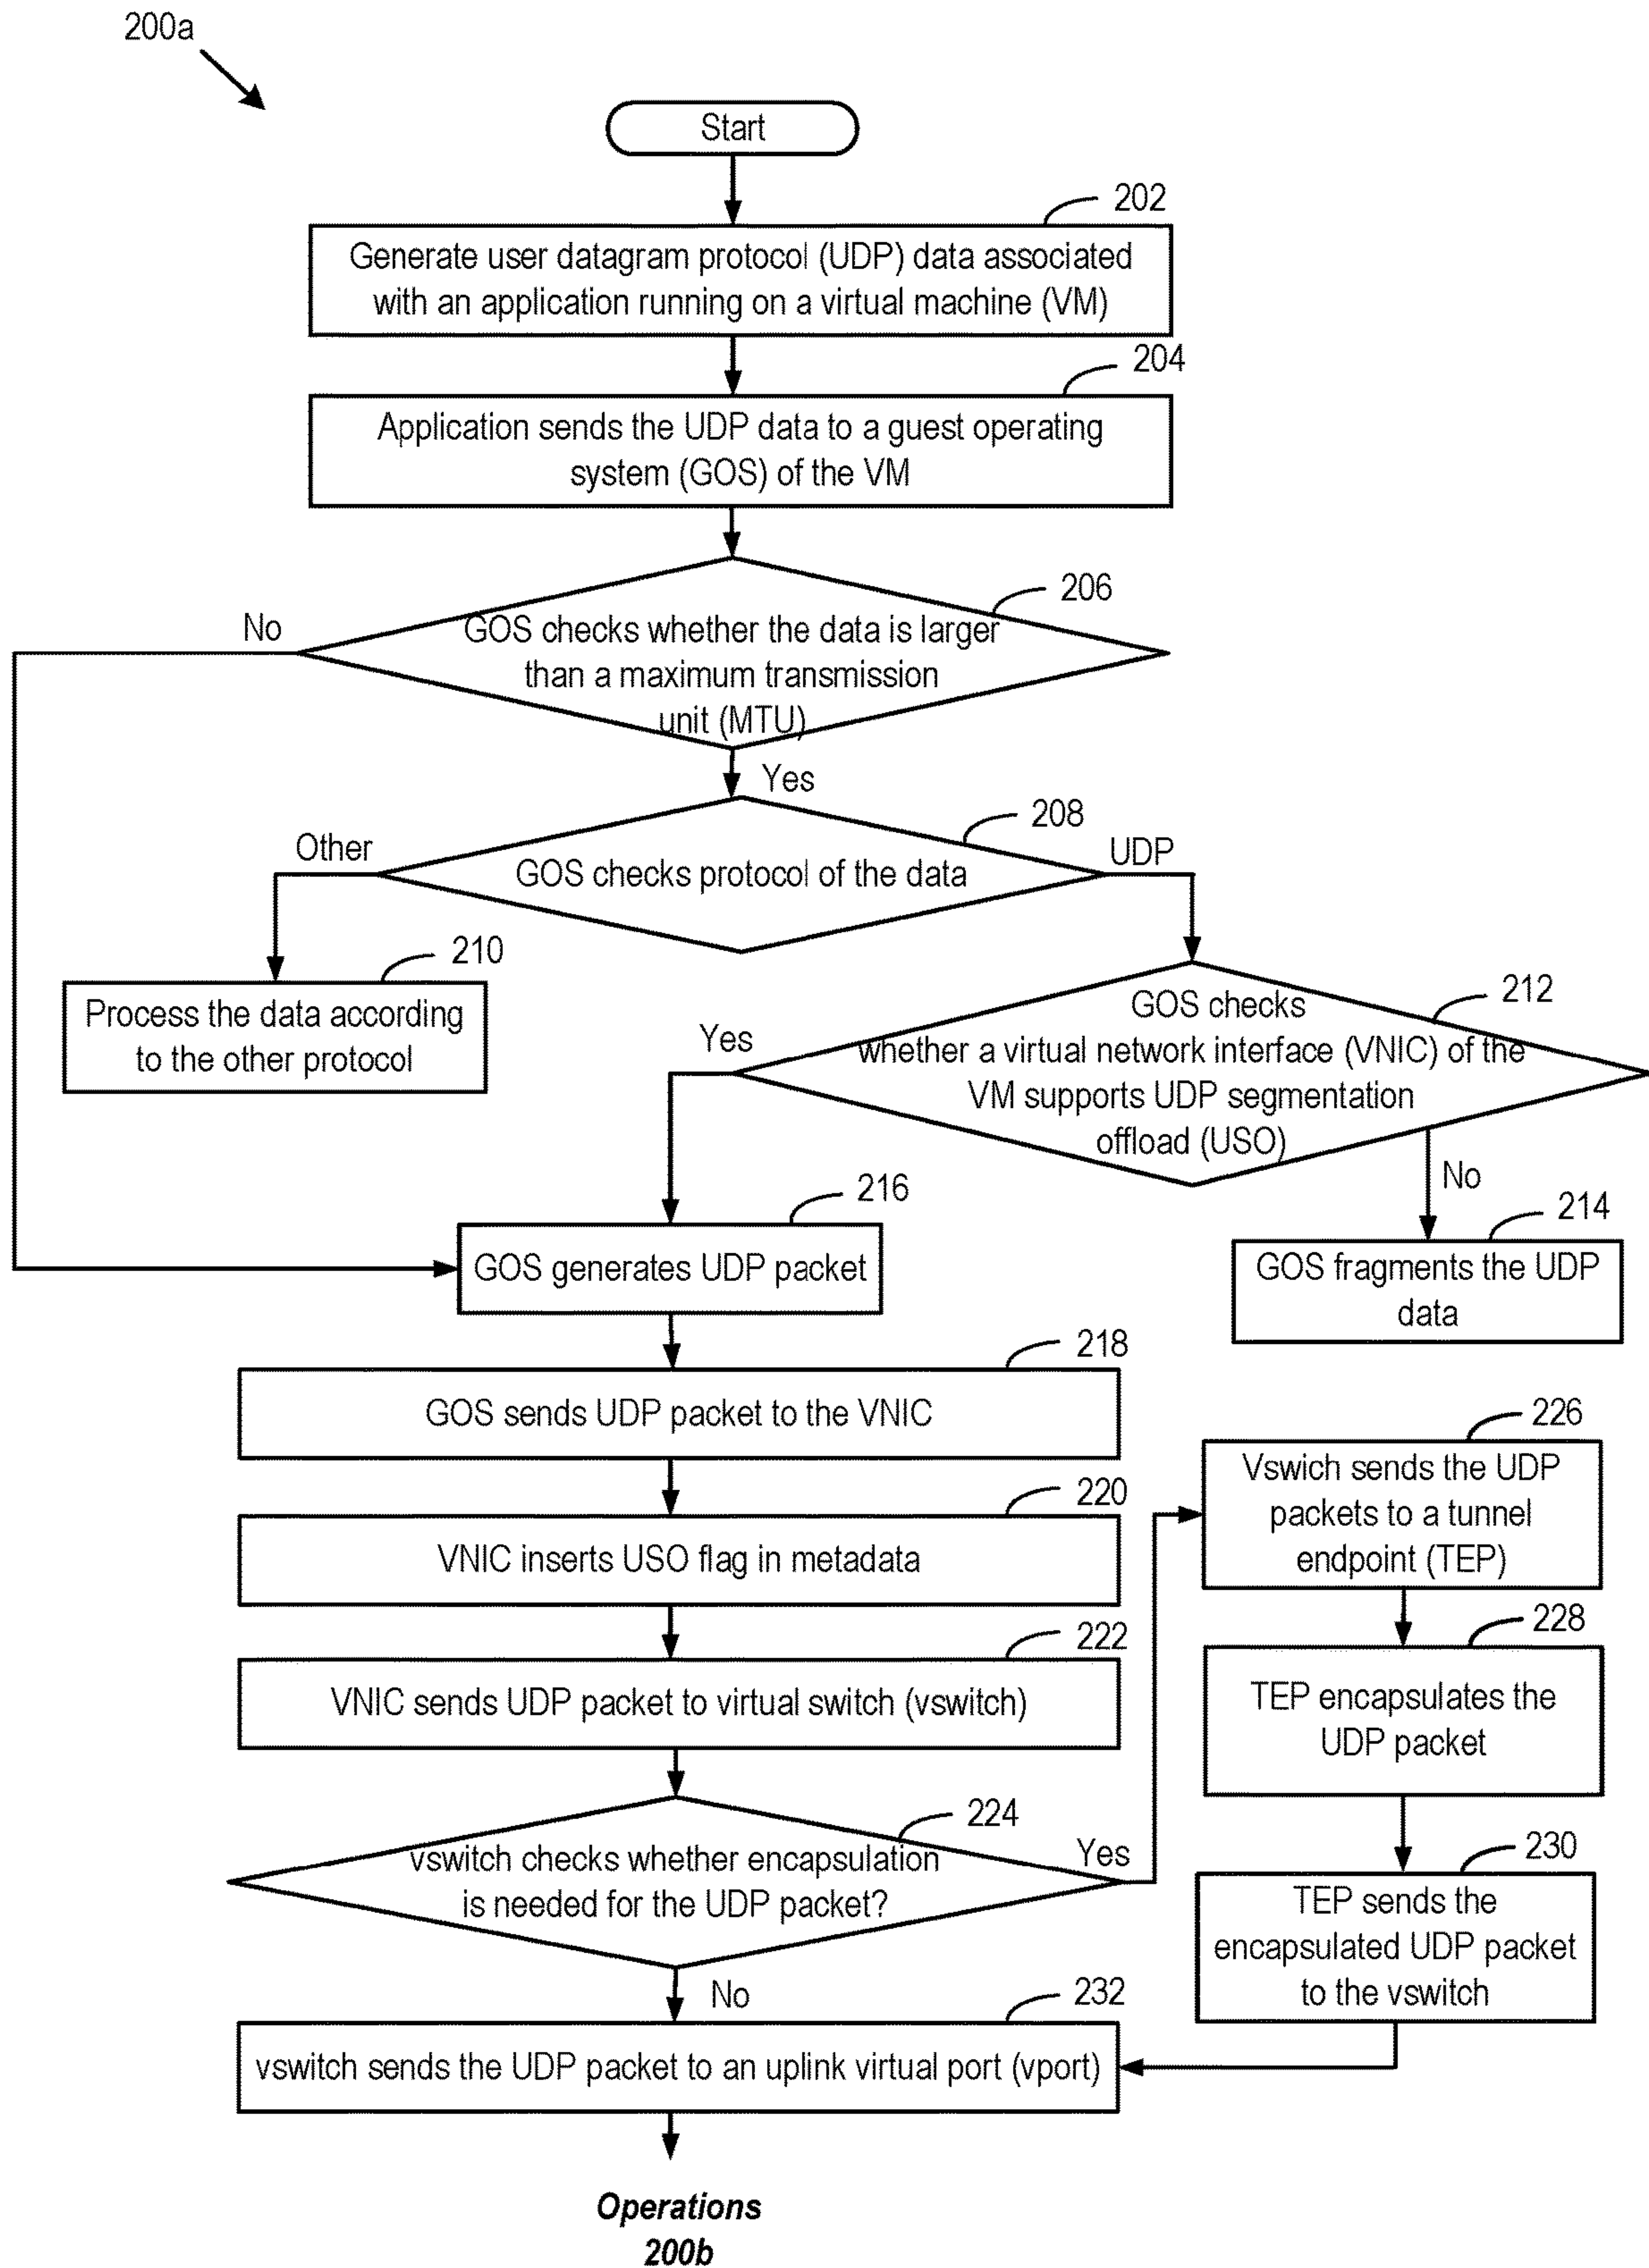 200a
Start
202
Generate user datagram protocol (UDP) data associated
with an application running on a virtual machine (VM)
204
Application sends the UDP data to a guest operating
system (GOS) of the VM
206
No
GOS checks whether the data is larger
than a maximum transmission
unit (MTU)
Yes
208
Other
UDP
GOS checks protocol of the data
210
Process the data according
to the other protocol
212
Yes
GOS checks
whether a virtual network interface (VNIC) of the
VM supports UDP segmentation
offload (USO)
No
214
GOS fragments the UDP
data
216
GOS generates UDP packet
218
GOS sends UDP packet to the VNIC
220
VNIC inserts USO flag in metadata
222
VNIC sends UDP packet to virtual switch (vswitch)
224
vswitch checks whether encapsulation
is needed for the UDP packet?
Yes
226
Vswich sends the UDP
packets to a tunnel
endpoint (TEP)
228
TEP encapsulates the
UDP packet
230
TEP sends the
encapsulated UDP packet
to the vswitch
No
232
vswitch sends the UDP packet to an uplink virtual port (vport)
Operations
200b